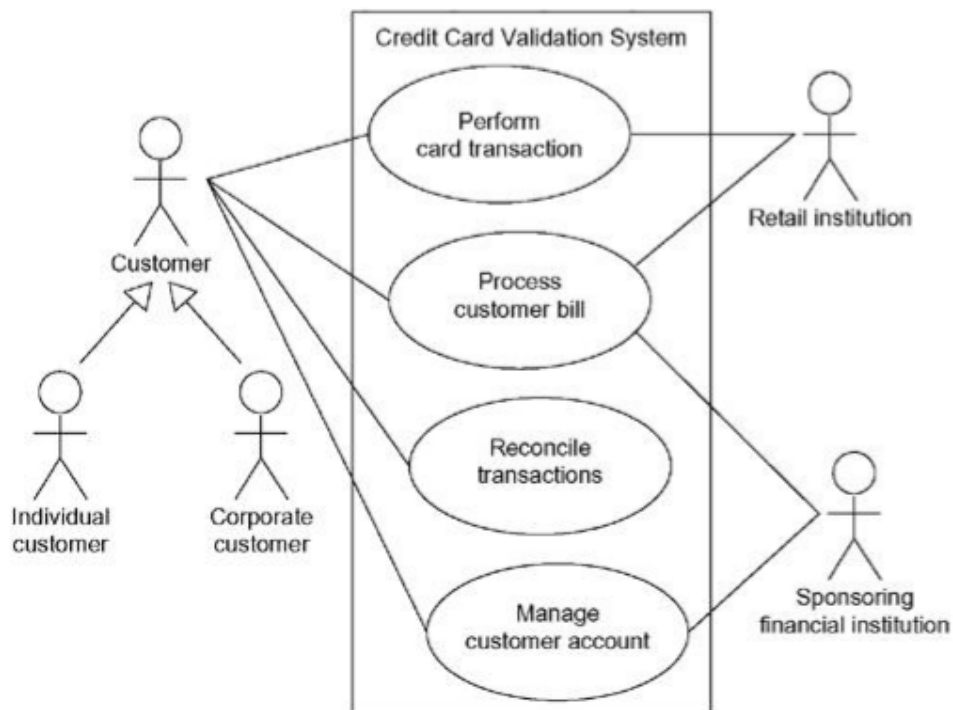 Credit Card Validation System
Perform
card transaction
Retail institution
Customer
Process
customer bill
Individual
customer
Corporate
customer
Reconcile
transactions
Sponsoring
financial institution
Manage
customer account